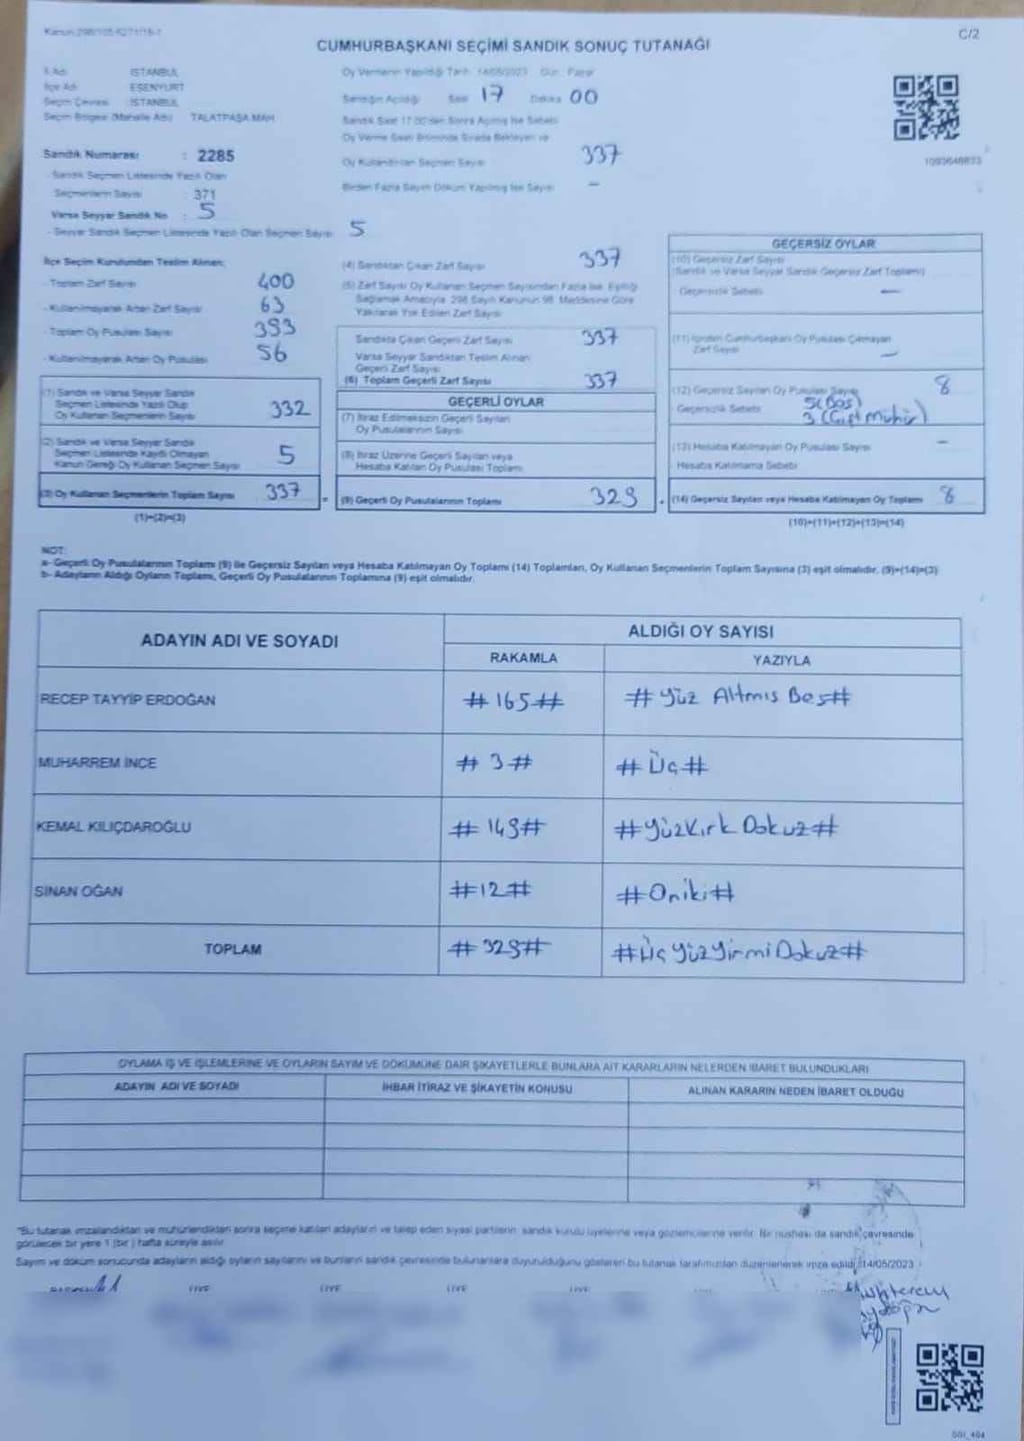 Kanun:298/105-6271/16-1
C/2
CUMHURBAŞKANI SEÇİMİ SANDIK SONUÇ TUTANAĞI
İl Adı : İSTANBUL
İlçe Adı : ESENYURT
Seçim Çevresi : İSTANBUL
Seçim Bölgesi (Mahalle Adı) : TALATPAŞA MAH.
Sandık Numarası : 2285
- Sandık Seçmen Listesinde Yazılı Olan
Seçmenlerin Sayısı : 371
Varsa Seyyar Sandık No : 5
- Seyyar Sandık Seçmen Listesinde Yazılı Olan Seçmen Sayısı 5
Oy Vermenin Yapıldığı Tarih : 14/05/2023 Gün : Pazar
Sandığın Açıldığı Saat 17 Dakika 00
Sandık Saat 17.00'den Sonra Açılmış İse Sebebi
Oy Verme Saati Bitiminde Sırada Bekleyen ve
Oy Kullandırılan Seçmen Sayısı 337
Birden Fazla Sayım Döküm Yapılmış İse Sayısı –
1093648833
İlçe Seçim Kurulundan Teslim Alınan;
- Toplam Zarf Sayısı 400
- Kullanılmayarak Artan Zarf Sayısı 63
- Toplam Oy Pusulası Sayısı 393
- Kullanılmayarak Artan Oy Pusulası 56
(1) Sandık ve Varsa Seyyar Sandık
Seçmen Listesinde Yazılı Olup
Oy Kullanan Seçmenlerin Sayısı 332
(2) Sandık ve Varsa Seyyar Sandık
Seçmen Listesinde Kayıtlı Olmayan
Kanun Gereği Oy Kullanan Seçmen Sayısı 5
(3) Oy Kullanan Seçmenlerin Toplam Sayısı 337
(1)+(2)=(3)
(4) Sandıktan Çıkan Zarf Sayısı 337
(5) Zarf Sayısı Oy Kullanan Seçmen Sayısından Fazla İse, Eşitliği
Sağlamak Amacıyla, 298 Sayılı Kanunun 98. Maddesine Göre
Yakılarak Yok Edilen Zarf Sayısı
Sandıkta Çıkan Geçerli Zarf Sayısı 337
Varsa Seyyar Sandıktan Teslim Alınan
Geçerli Zarf Sayısı
(6) Toplam Geçerli Zarf Sayısı 337
GEÇERLİ OYLAR
(7) İtiraz Edilmeksizin Geçerli Sayılan
Oy Pusulalarının Sayısı
(8) İtiraz Üzerine Geçerli Sayılan veya
Hesaba Katılan Oy Pusulası Toplamı
= (9) Geçerli Oy Pusulalarının Toplamı 329
GEÇERSİZ OYLAR
(10) Geçersiz Zarf Sayısı
(Sandık ve Varsa Seyyar Sandık Geçersiz Zarf Toplamı)
Geçersizlik Sebebi –
(11) İçinden Cumhurbaşkanı Oy Pusulası Çıkmayan
Zarf Sayısı –
(12) Geçersiz Sayılan Oy Pusulası Sayısı 8
Geçersizlik Sebebi 5 (Boş)
3 (Çift Mühür)
(13) Hesaba Katılmayan Oy Pusulası Sayısı –
Hesaba Katılmama Sebebi
(14) Geçersiz Sayılan veya Hesaba Katılmayan Oy Toplamı 8
(10)+(11)+(12)+(13)=(14)
NOT:
a- Geçerli Oy Pusulalarının Toplamı (9) ile Geçersiz Sayılan veya Hesaba Katılmayan Oy Toplamı (14) Toplamları, Oy Kullanan Seçmenlerin Toplam Sayısına (3) eşit olmalıdır. (9)+(14)=(3)
b- Adayların Aldığı Oyların Toplamı, Geçerli Oy Pusulalarının Toplamına (9) eşit olmalıdır.
ADAYIN ADI VE SOYADI
ALDIĞI OY SAYISI
RAKAMLA YAZIYLA
RECEP TAYYİP ERDOĞAN # 165 # # Yüz Altmış Beş #
MUHARREM İNCE # 3 # # Üç #
KEMAL KILIÇDAROĞLU # 149 # # Yüz Kırk Dokuz #
SİNAN OĞAN # 12 # # Oniki #
TOPLAM # 329 # # Üç Yüz Yirmi Dokuz #
OYLAMA İŞ VE İŞLEMLERİNE VE OYLARIN SAYIM VE DÖKÜMÜNE DAİR ŞİKAYETLERLE BUNLARA AİT KARARLARIN NELERDEN İBARET BULUNDUKLARI
ADAYIN ADI VE SOYADI İHBAR İTİRAZ VE ŞİKAYETİN KONUSU ALINAN KARARIN NEDEN İBARET OLDUĞU
*Bu tutanak imzalandıktan ve mühürlendikten sonra seçime katılan adayların ve talep eden siyasi partilerin sandık kurulu üyelerine veya gözlemcilerine verilir. Bir nüshası da sandık çevresinde
görülecek bir yere 1 (bir) hafta süreyle asılır.
Sayım ve döküm sonucunda adayların aldığı oyların sayılarını ve bunların sandık çevresinde bulunanlara duyurulduğunu gösteren bu tutanak tarafımızdan düzenlenerek imza edildi. 14/05/2023
ÜYE ÜYE ÜYE ÜYE